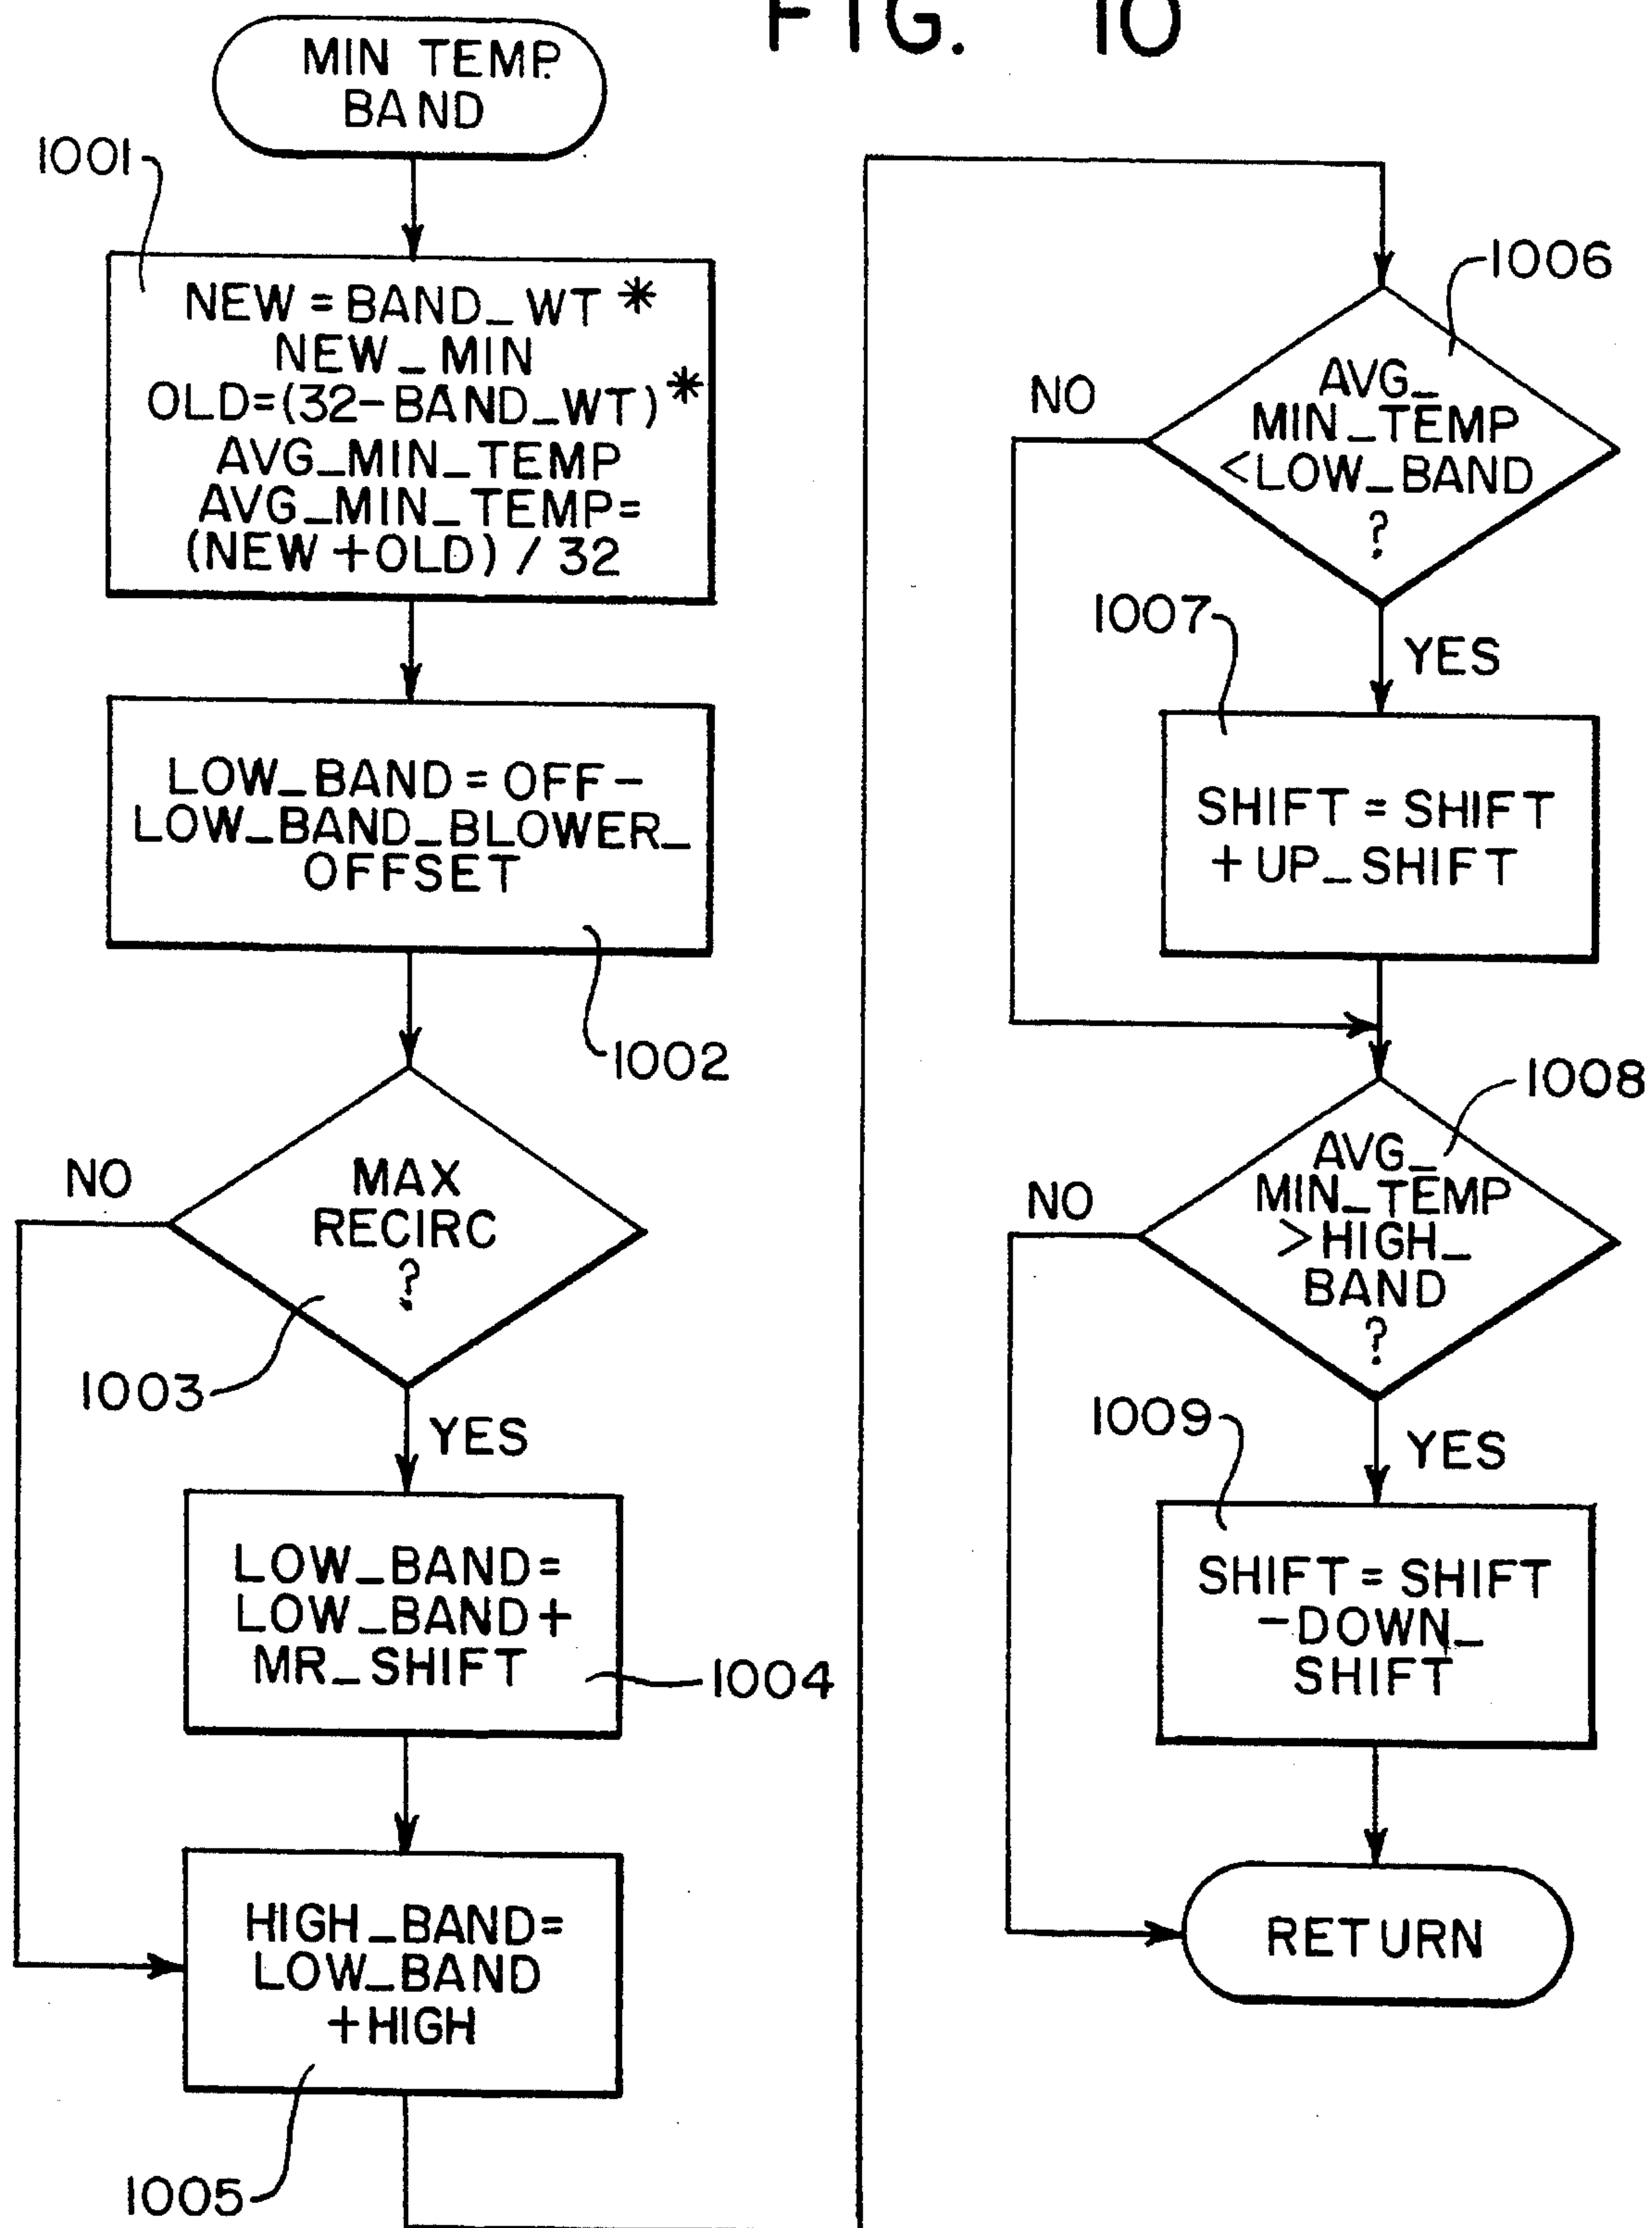 FIG. 10
MIN TEMP.
BAND
1001
NEW = BAND_WT *
NEW_MIN
OLD=(32-BAND_WT) *
AVG_MIN_TEMP
AVG_MIN_TEMP=
(NEW+OLD) / 32
LOW_BAND = OFF-
LOW_BAND_BLOWER_
OFFSET
1002
MAX
RECIRC
?
NO
1003
YES
LOW_BAND=
LOW_BAND+
MR_SHIFT
1004
HIGH_BAND=
LOW_BAND
+HIGH
1005
1006
AVG_
MIN_TEMP
<LOW_BAND
?
NO
YES
1007
SHIFT = SHIFT
+UP_SHIFT
1008
AVG_
MIN_TEMP
>HIGH_
BAND
?
NO
YES
1009
SHIFT = SHIFT
-DOWN_
SHIFT
RETURN